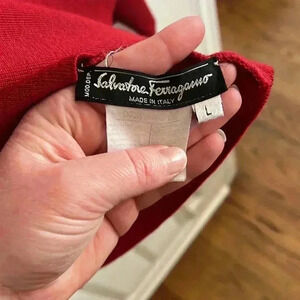 MOD.DEP.
Salvatore Ferragamo
MADE IN ITALY
L